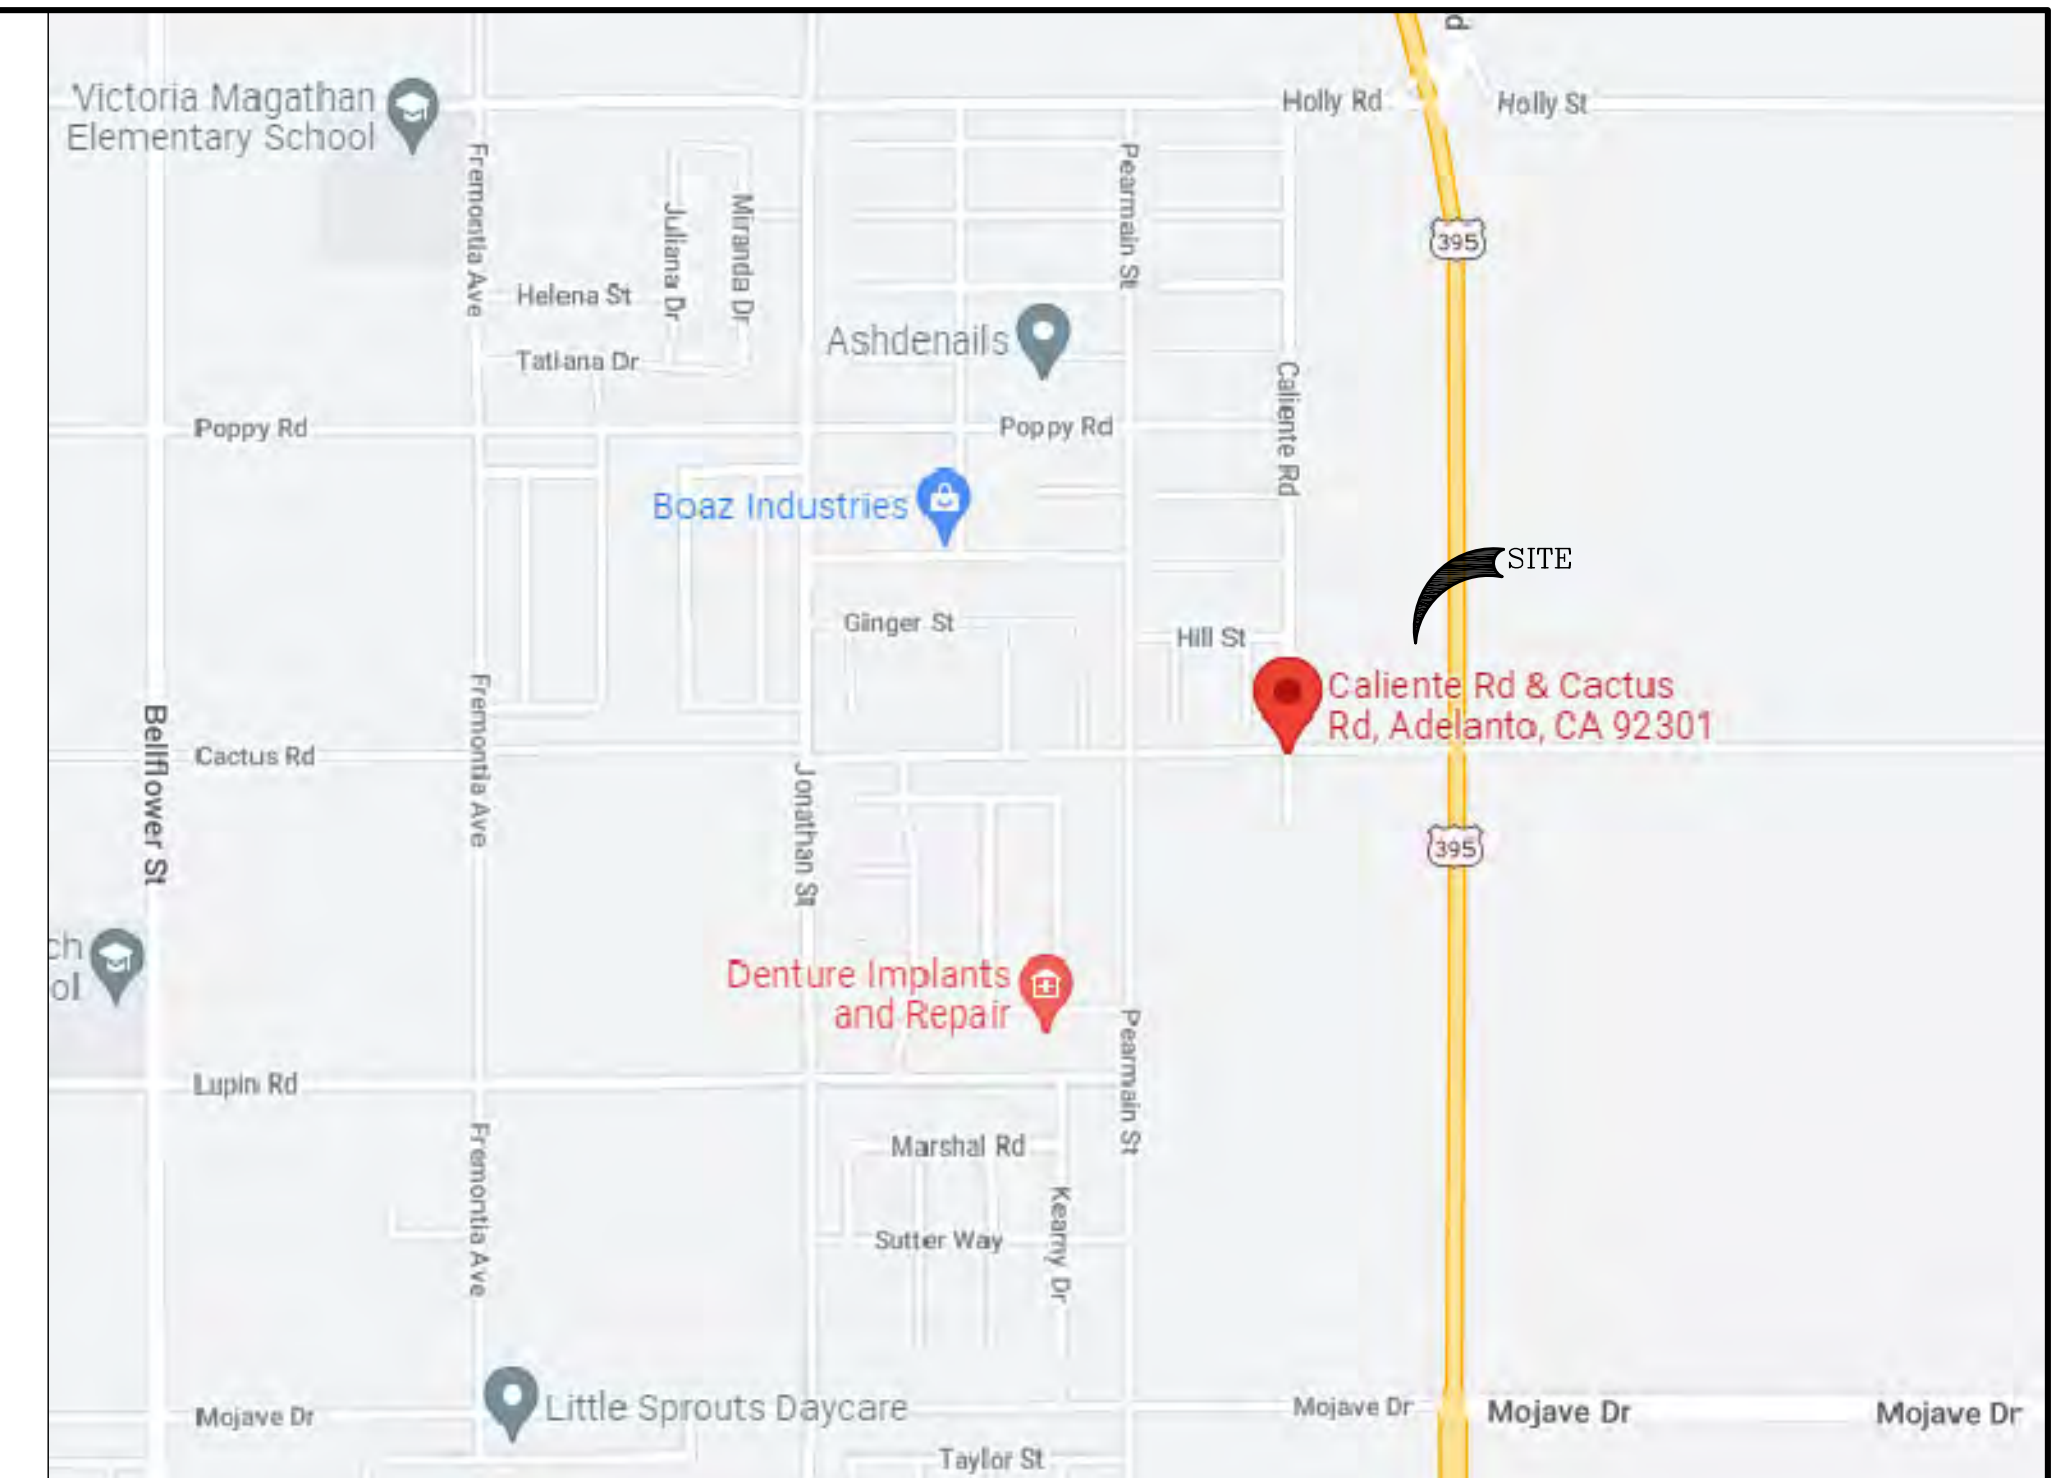 Victoria Magathan
Elementary School
Holly Rd
Holly St
Fremontia Ave
Juliana Dr
Miranda Dr
Pearmain St
395
Helena St
Tatiana Dr
Ashdenails
Caliente Rd
Poppy Rd
Poppy Rd
Boaz Industries
SITE
Ginger St
Hill St
Caliente Rd & Cactus
Rd, Adelanto, CA 92301
Bellflower St
Fremontia Ave
Cactus Rd
Jonathan St
395
ch
ol
Denture Implants
and Repair
Pearmain St
Lupin Rd
Fremontia Ave
Marshal Rd
Kearny Dr
Sutter Way
Little Sprouts Daycare
Mojave Dr
Mojave Dr
Mojave Dr
Mojave Dr
Taylor St